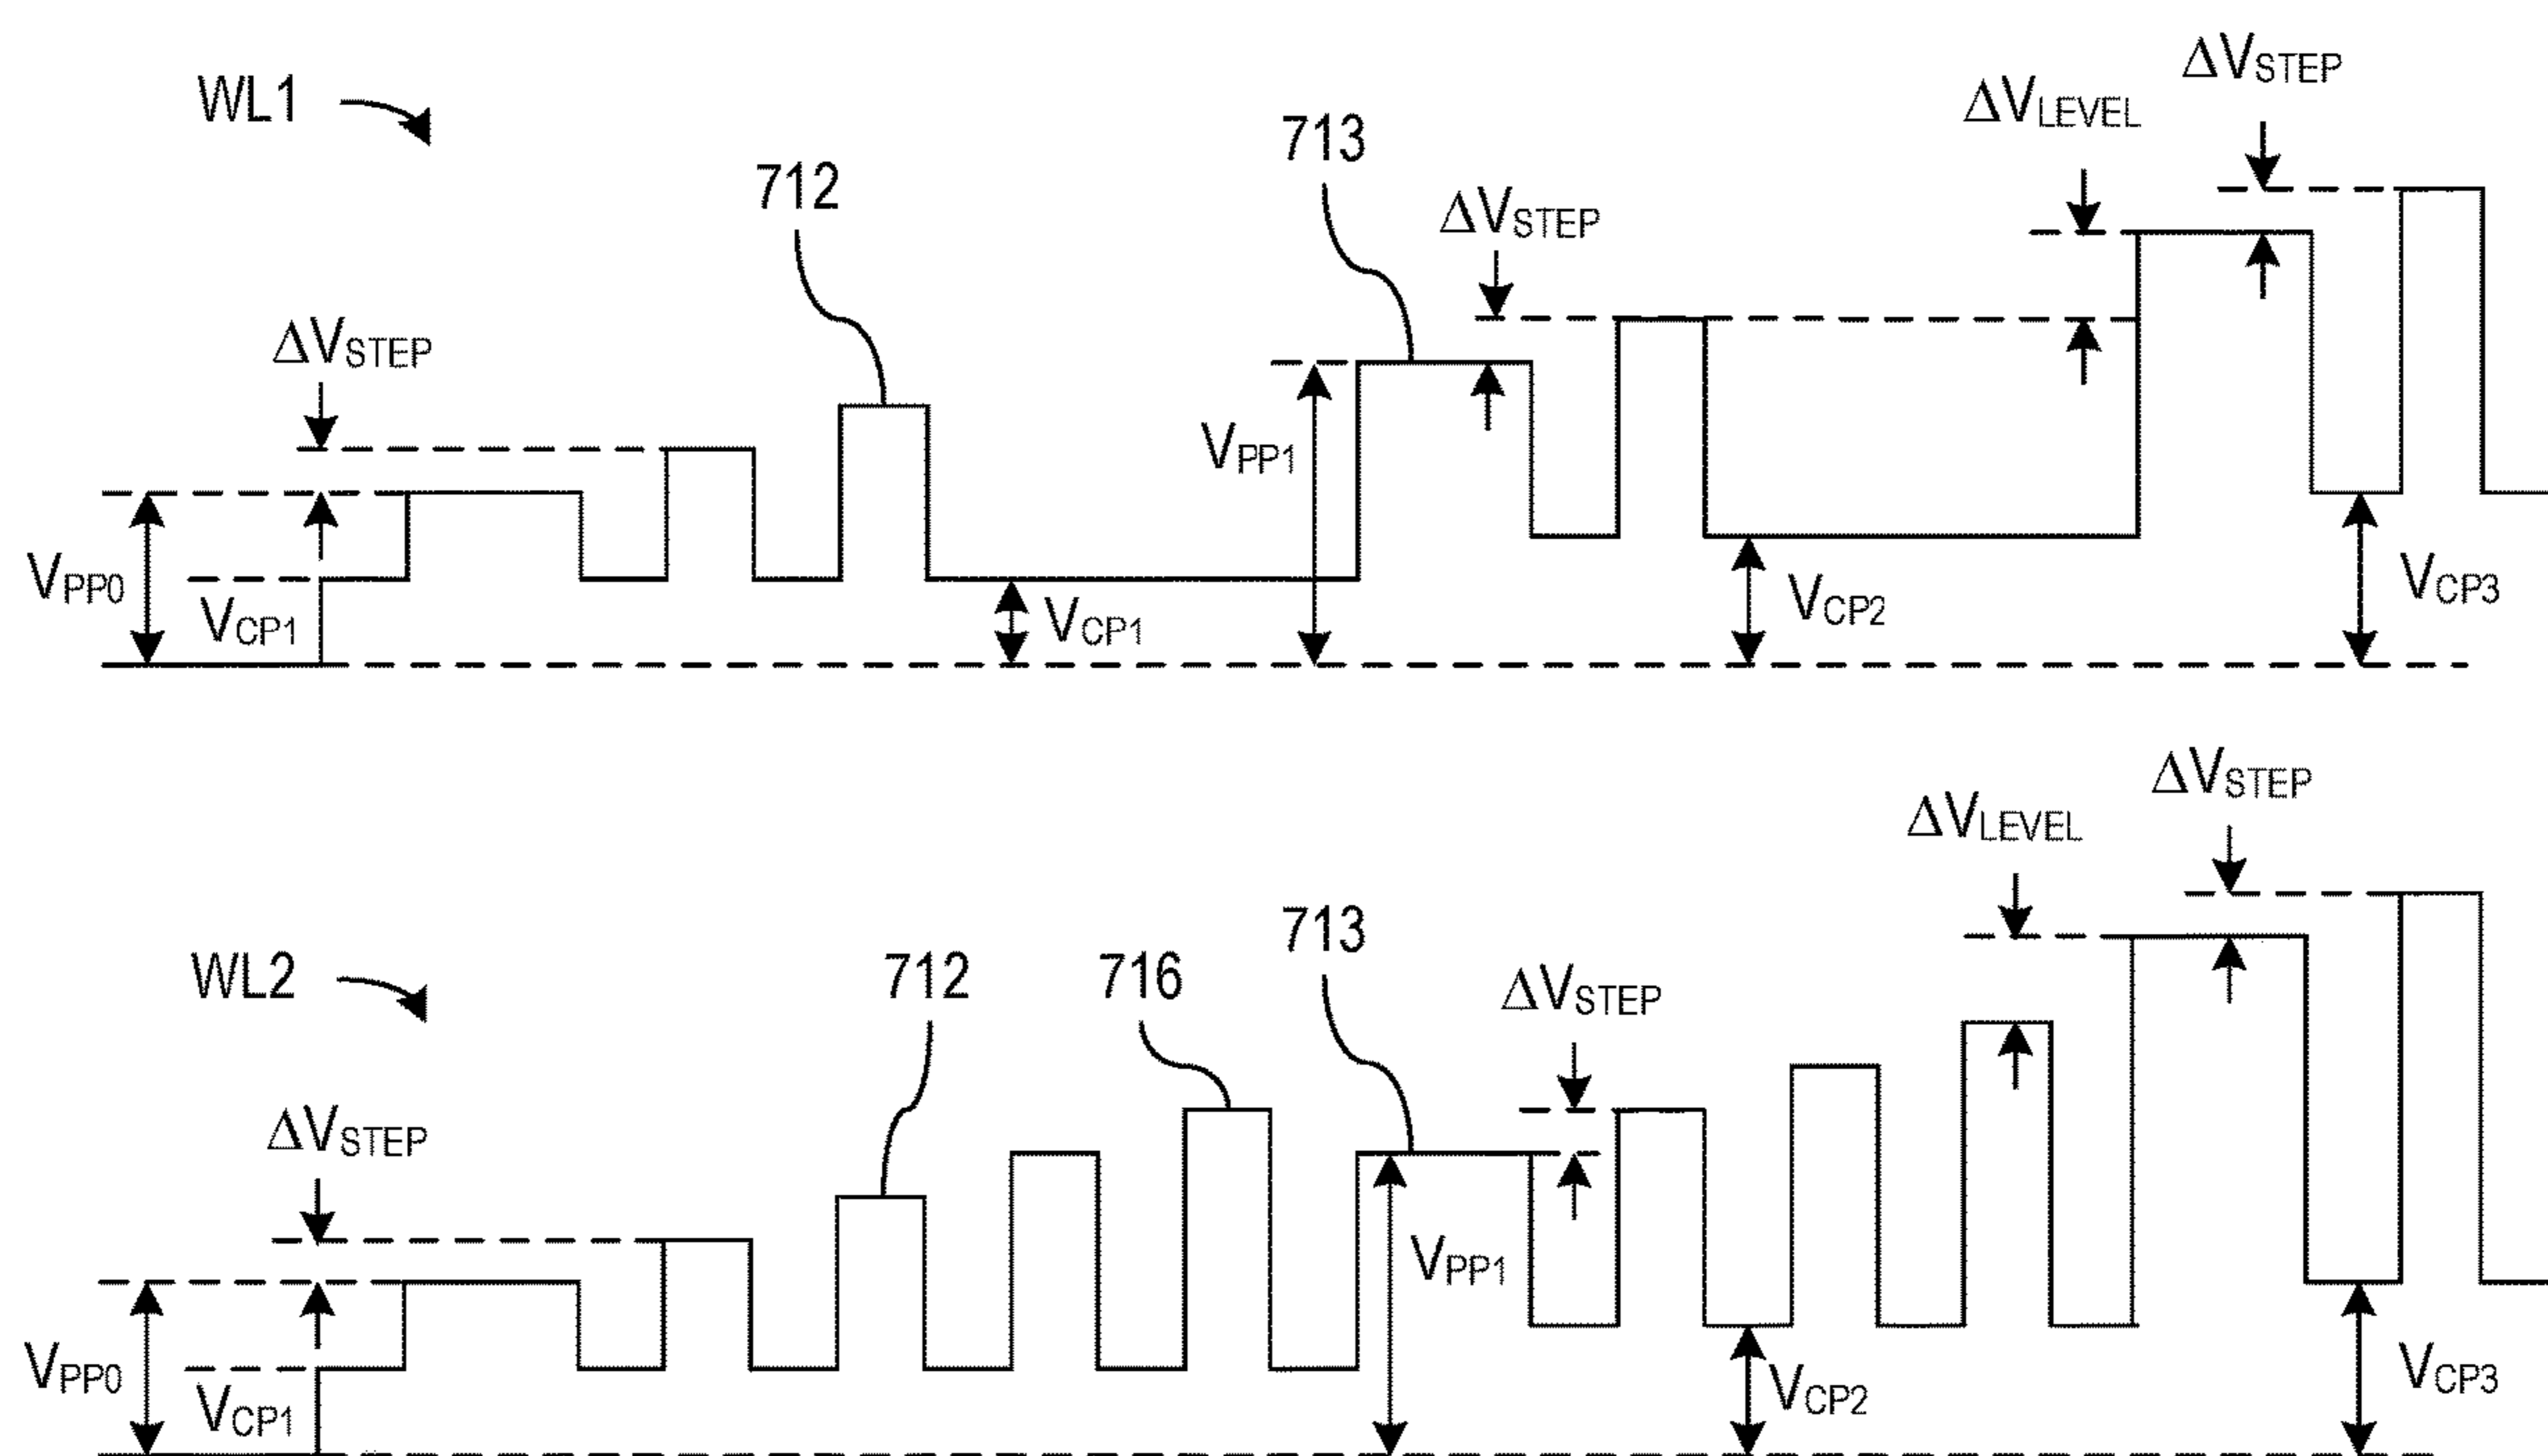 WL1
712
713
ΔVSTEP
ΔVSTEP
ΔVLEVEL
ΔVSTEP
VPP0
VCP1
VCP1
VPP1
VCP2
VCP3
WL2
712
716
713
ΔVSTEP
ΔVSTEP
ΔVLEVEL
ΔVSTEP
VPP0
VCP1
VPP1
VCP2
VCP3